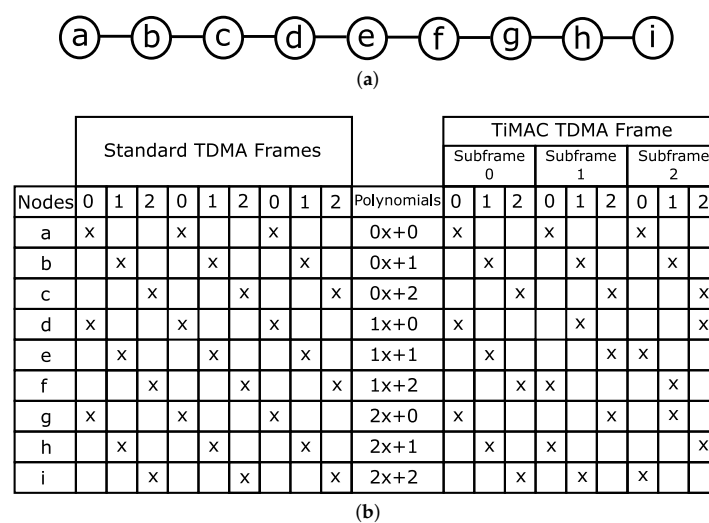 a b c d e f g h i
(a)
Standard TDMA Frames TiMAC TDMA Frame
Subframe 0 Subframe 1 Subframe 2
Nodes 0 1 2 0 1 2 0 1 2 Polynomials 0 1 2 0 1 2 0 1 2
a x x x 0x+0 x x x
b x x x 0x+1 x x x
c x x x 0x+2 x x x
d x x x 1x+0 x x x
e x x x 1x+1 x x x
f x x x 1x+2 x x x
g x x x 2x+0 x x x
h x x x 2x+1 x x x
i x x x 2x+2 x x x
(b)